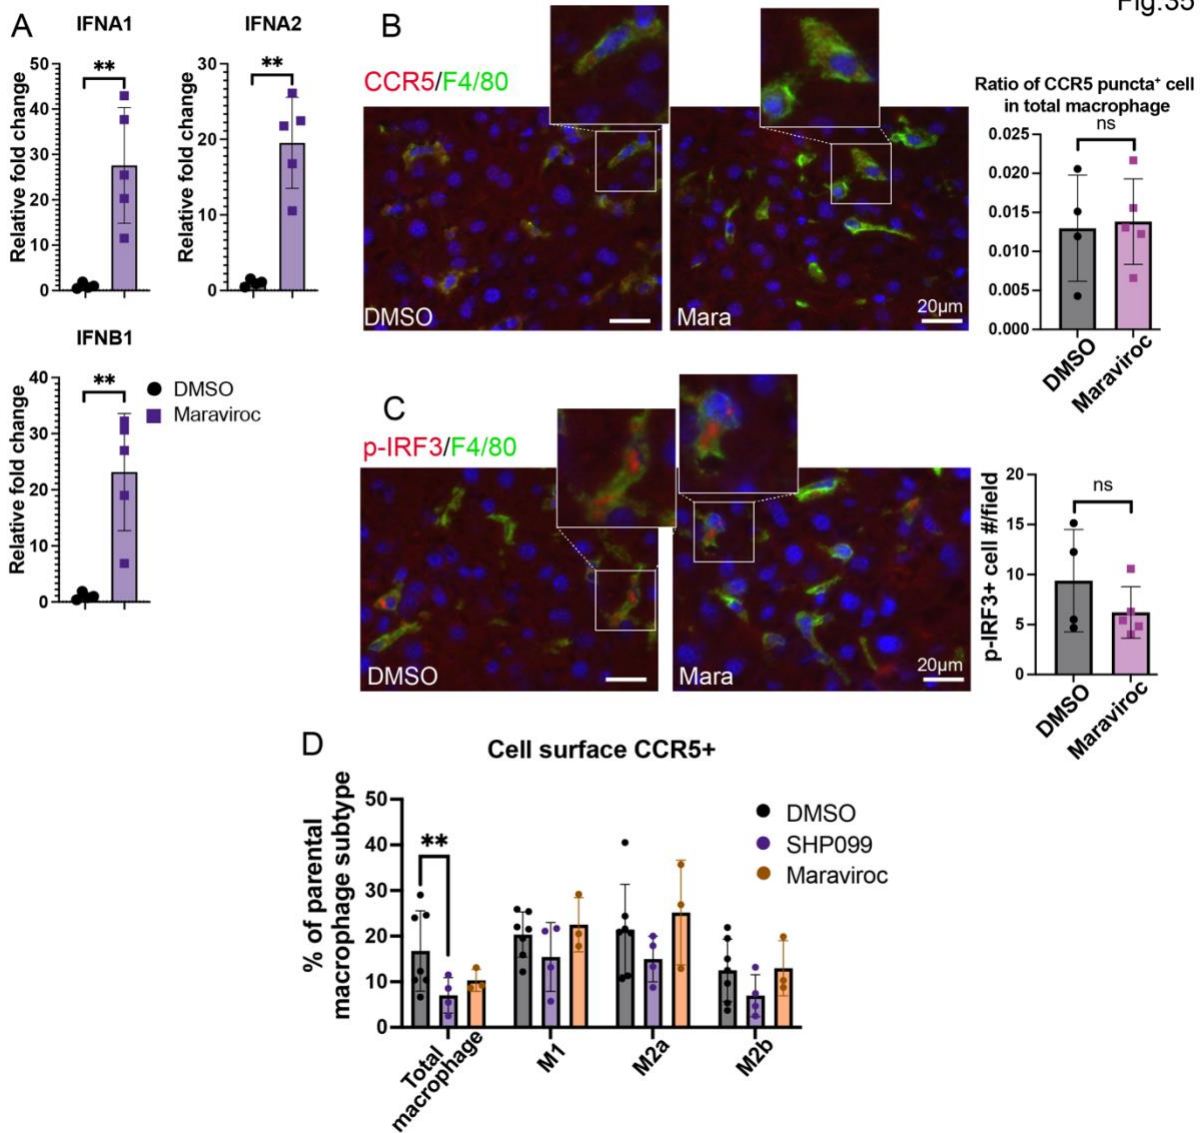 Fig.35
A
IFNA1
IFNA2
Relative fold change
50
40
30
20
10
0
**
Relative fold change
30
20
10
0
**
IFNB1
Relative fold change
40
30
20
10
0
**
DMSO
Maraviroc
B
CCR5/F4/80
DMSO
Mara
20µm
Ratio of CCR5 puncta⁺ cell
in total macrophage
ns
0.025
0.020
0.015
0.010
0.005
0.000
DMSO
Maraviroc
C
p-IRF3/F4/80
DMSO
Mara
20µm
p-IRF3+ cell #/field
20
15
10
5
0
ns
DMSO
Maraviroc
D
Cell surface CCR5+
% of parental
macrophage subtype
50
40
30
20
10
0
**
DMSO
SHP099
Maraviroc
Total
macrophage
M1
M2a
M2b